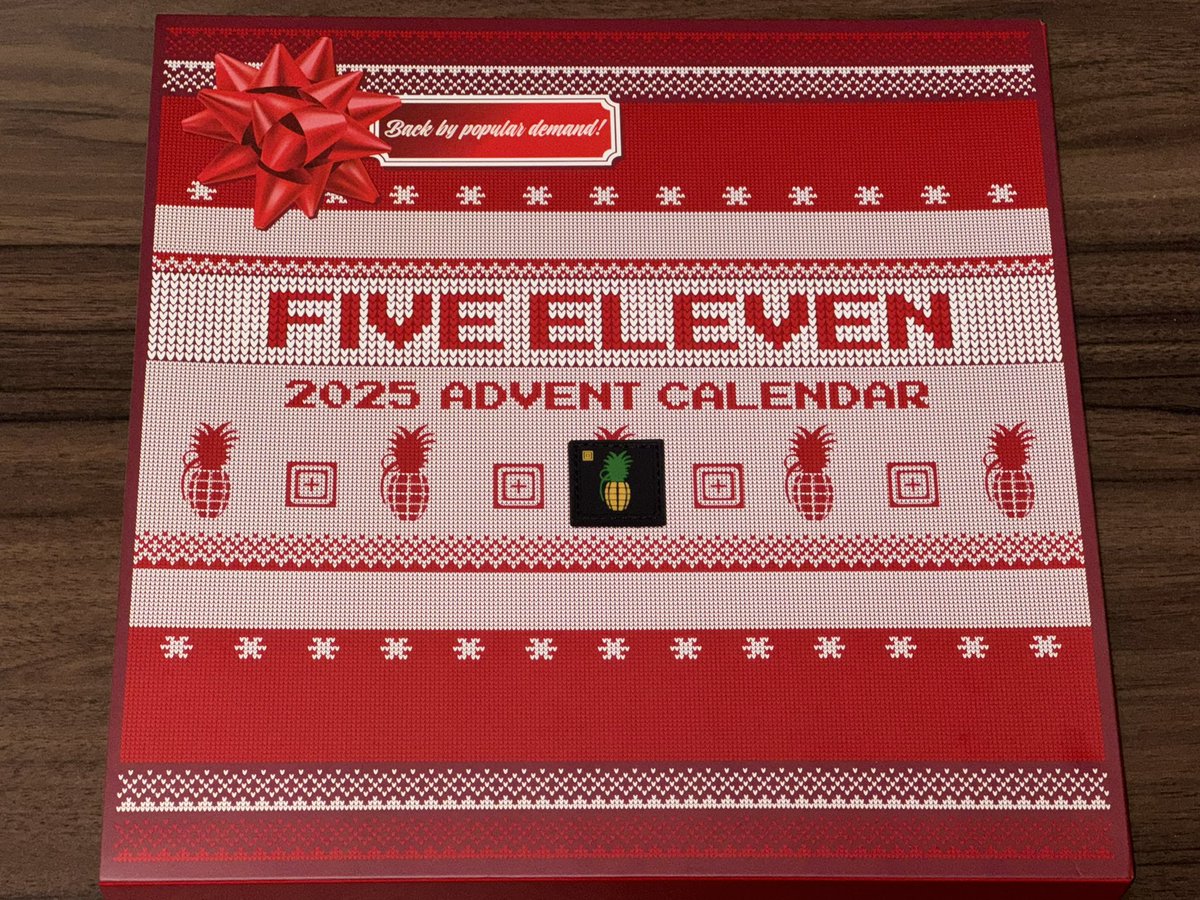 Back by popular demand!
FIVE ELEVEN
2025 ADVENT CALENDAR